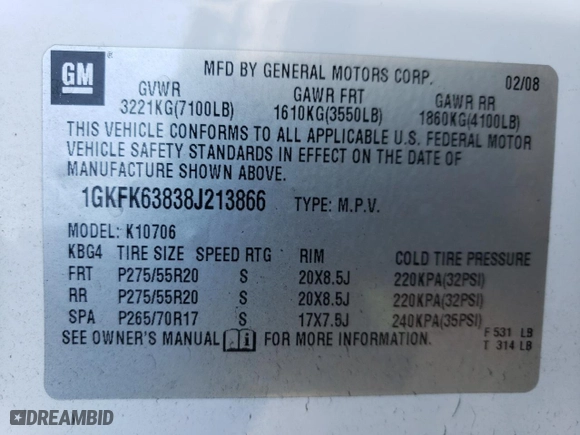 GM
MFD BY GENERAL MOTORS CORP. 02/08
GVWR GAWR FRT GAWR RR
3221KG(7100LB) 1610KG(3550LB) 1860KG(4100LB)
THIS VEHICLE CONFORMS TO ALL APPLICABLE U.S. FEDERAL MOTOR
VEHICLE SAFETY STANDARDS IN EFFECT ON THE DATE OF
MANUFACTURE SHOWN ABOVE.
1GKFK63838J213866 TYPE: M.P.V.
MODEL: K10706
KBG4 TIRE SIZE SPEED RTG RIM COLD TIRE PRESSURE
FRT P275/55R20 S 20X8.5J 220KPA(32PSI)
RR P275/55R20 S 20X8.5J 220KPA(32PSI)
SPA P265/70R17 S 17X7.5J 240KPA(35PSI)
SEE OWNER'S MANUAL i FOR MORE INFORMATION.
F 531 LB
T 314 LB
DREAMBID